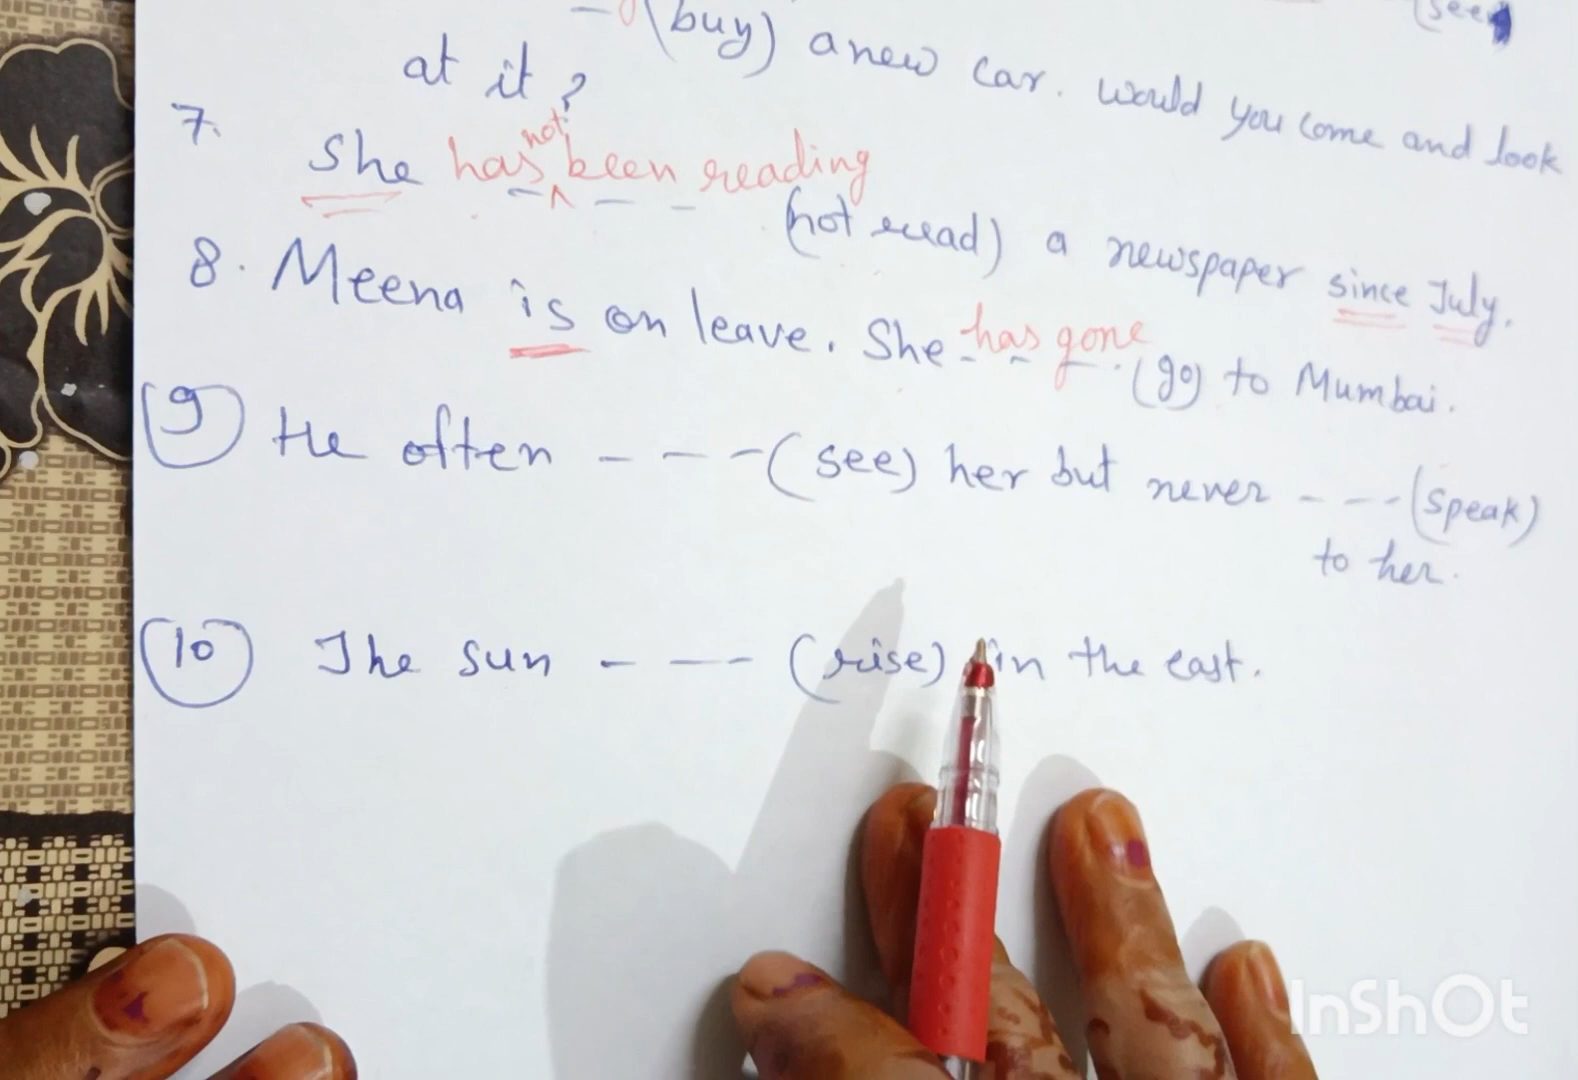 (see)
(buy) a new car. would you come and look
at it?
7. She has not been reading (not read) a newspaper since July.
8. Meena is on leave. She has gone (go) to Mumbai.
9 He often --- (see) her but never --- (speak)
to her.
10 The sun --- (rise) in the east.
InShOt